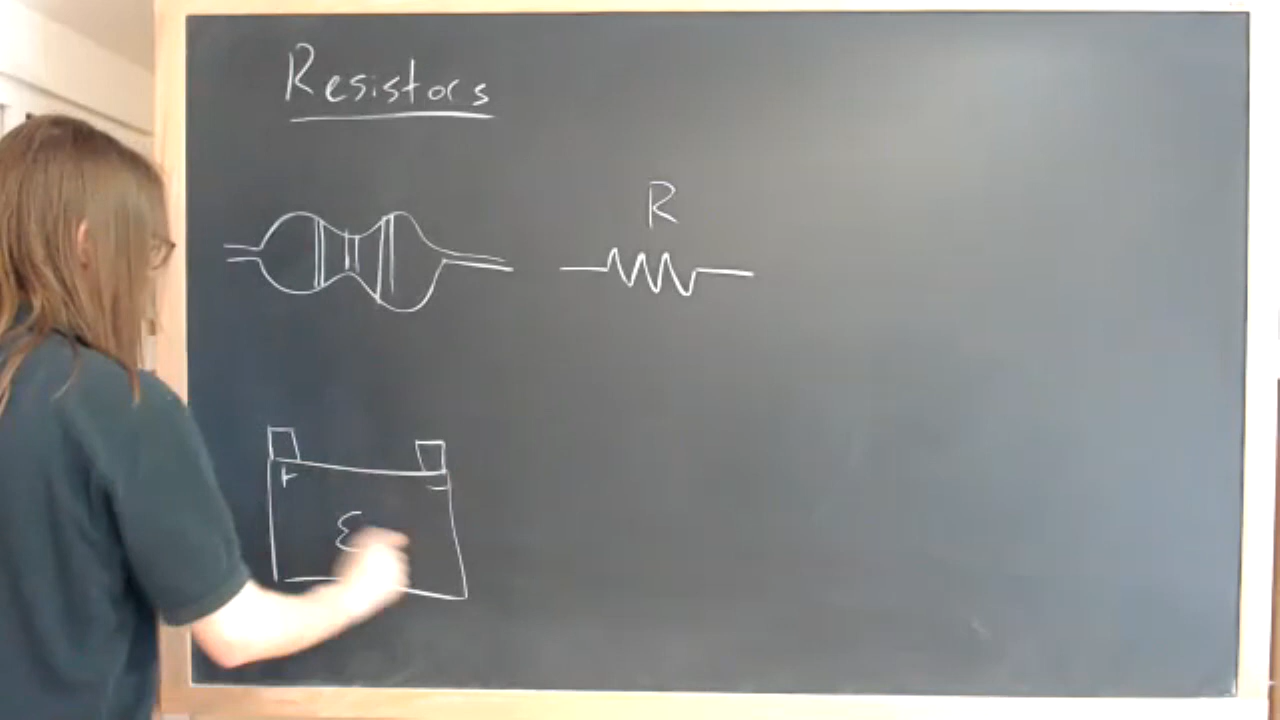 Resistors
R
+ -
ε